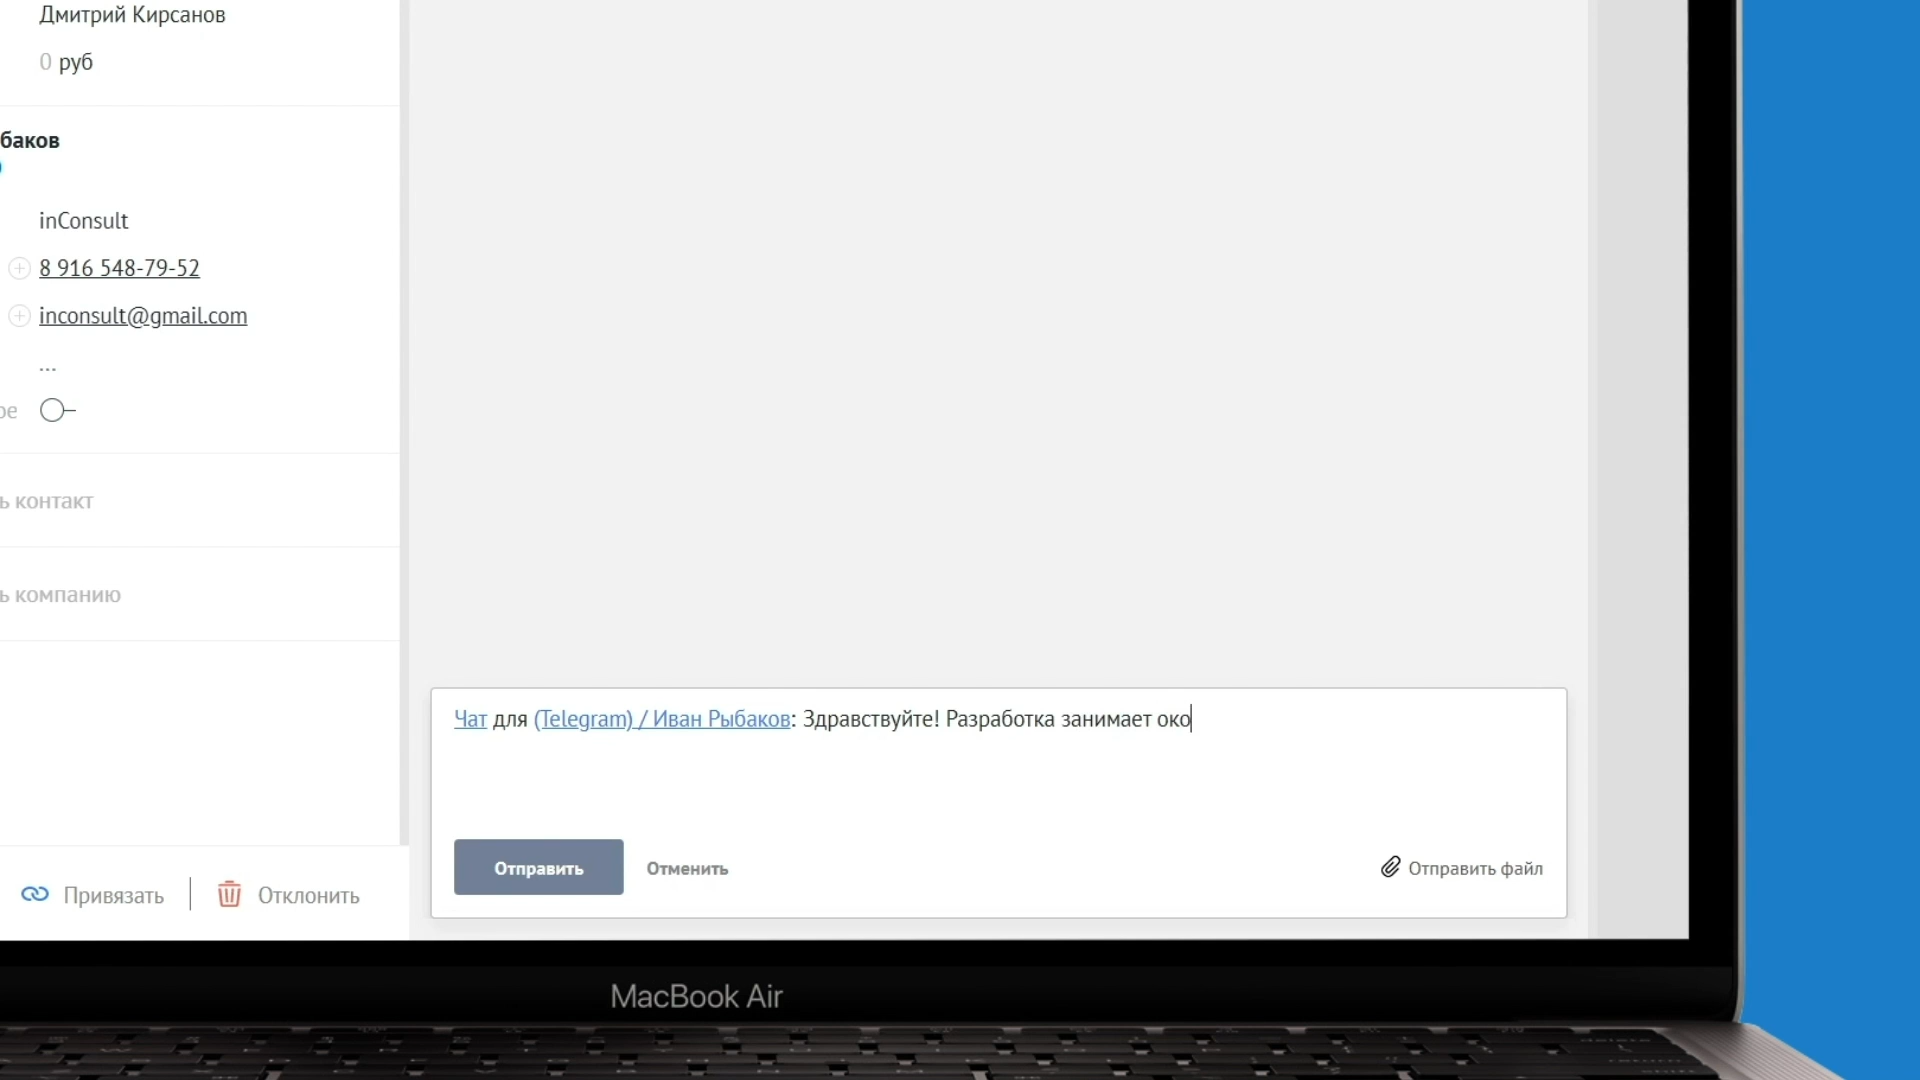 Дмитрий Кирсанов
0 руб
баков
inConsult
8 916 548-79-52
inconsult@gmail.com
...
ре
ь контакт
ь компанию
Привязать
Отклонить
Чат для (Telegram) / Иван Рыбаков: Здравствуйте! Разработка занимает око
Отправить
Отменить
Отправить файл
MacBook Air